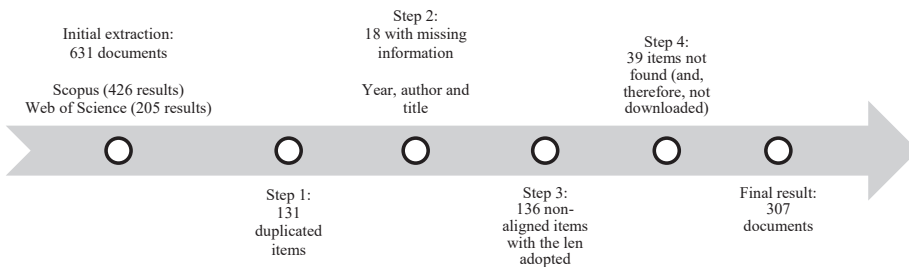 Initial extraction:
631 documents
Scopus (426 results)
Web of Science (205 results)
Step 1:
131
duplicated
items
Step 2:
18 with missing
information
Year, author and
title
Step 3:
136 non-
aligned items
with the len
adopted
Step 4:
39 items not
found (and,
therefore, not
downloaded)
Final result:
307
documents